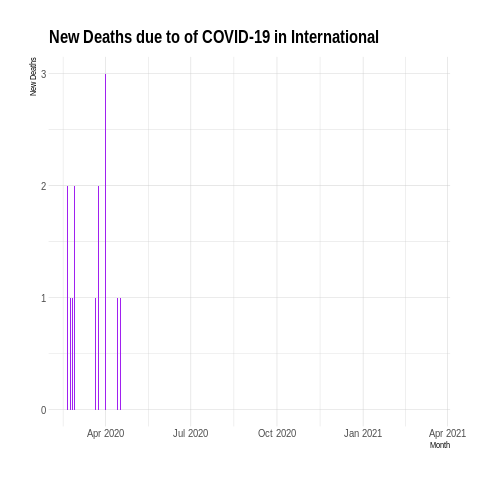 New Deaths due to of COVID-19 in International
New Deaths
3
2
1
0
Apr 2020 Jul 2020 Oct 2020 Jan 2021 Apr 2021
Month